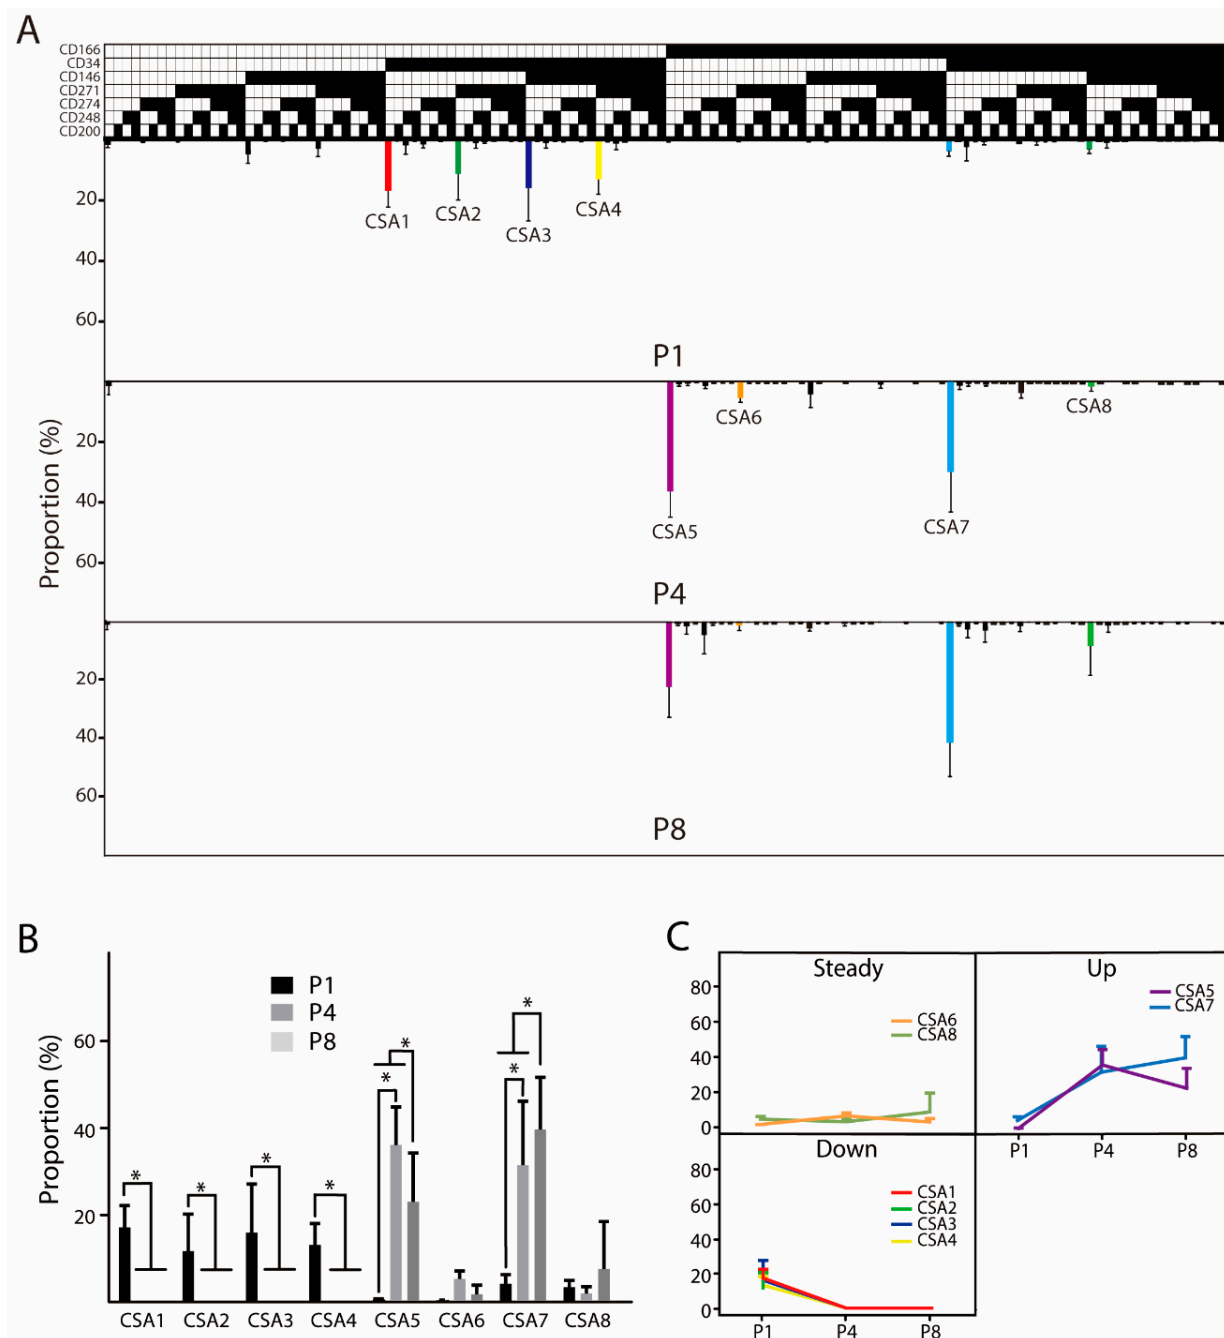 A
CD166
CD34
CD146
CD271
CD274
CD248
CD200
20
40
60
CSA1
CSA2
CSA3
CSA4
P1
Proportion (%)
20
40
60
CSA5
CSA6
CSA7
CSA8
P4
20
40
60
P8
B
Proportion (%)
60
40
20
P1
P4
P8
*
*
*
*
*
*
*
*
CSA1 CSA2 CSA3 CSA4 CSA5 CSA6 CSA7 CSA8
C
Steady
80
60
40
20
0
CSA6
CSA8
Up
CSA5
CSA7
P1 P4 P8
Down
80
60
40
20
0
CSA1
CSA2
CSA3
CSA4
P1 P4 P8